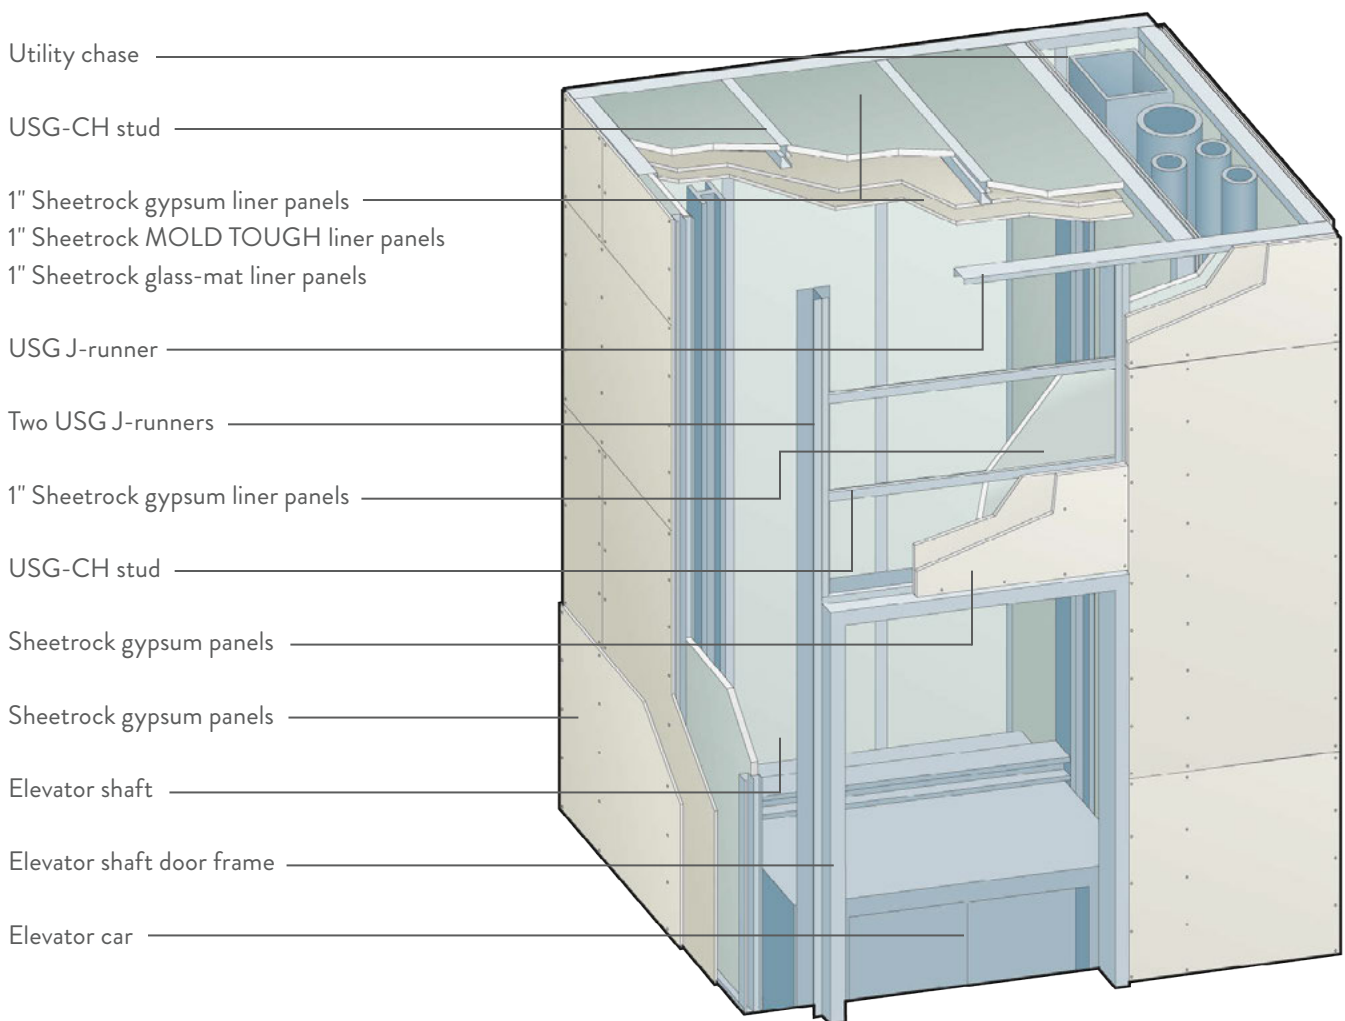 Utility chase
USG-CH stud
1" Sheetrock gypsum liner panels
1" Sheetrock MOLD TOUGH liner panels
1" Sheetrock glass-mat liner panels
USG J-runner
Two USG J-runners
1" Sheetrock gypsum liner panels
USG-CH stud
Sheetrock gypsum panels
Sheetrock gypsum panels
Elevator shaft
Elevator shaft door frame
Elevator car